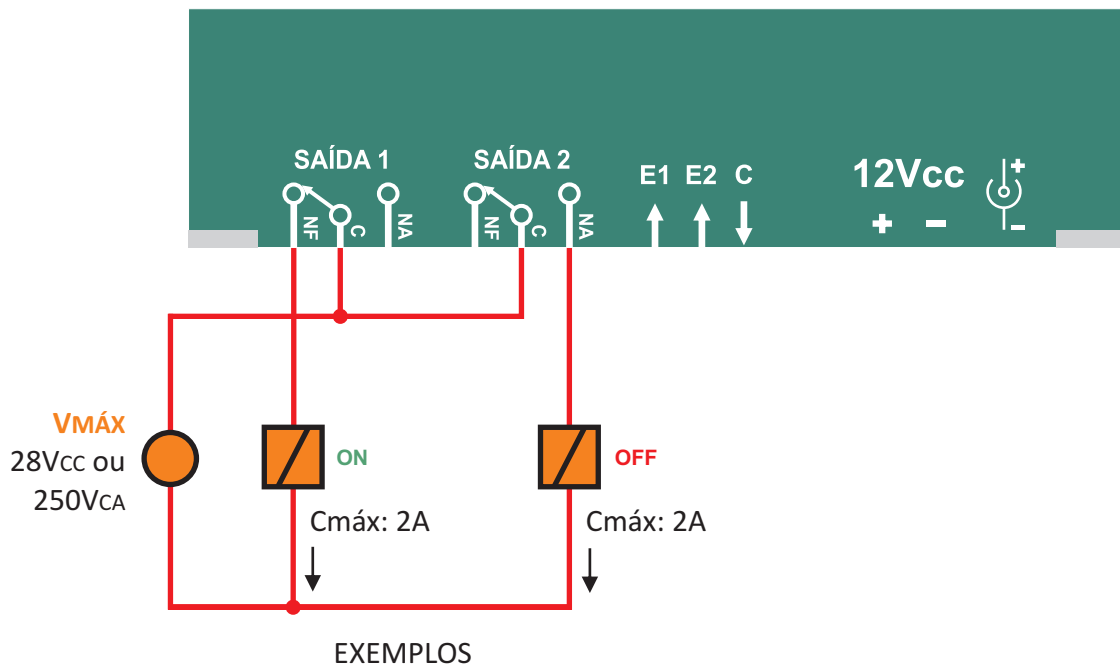 SAÍDA 1
SAÍDA 2
NF
C
NA
NF
C
NA
E1 E2 C
12Vcc
+ -
+
-
VMÁX
28VCC ou
250VCA
ON
OFF
Cmáx: 2A
Cmáx: 2A
EXEMPLOS